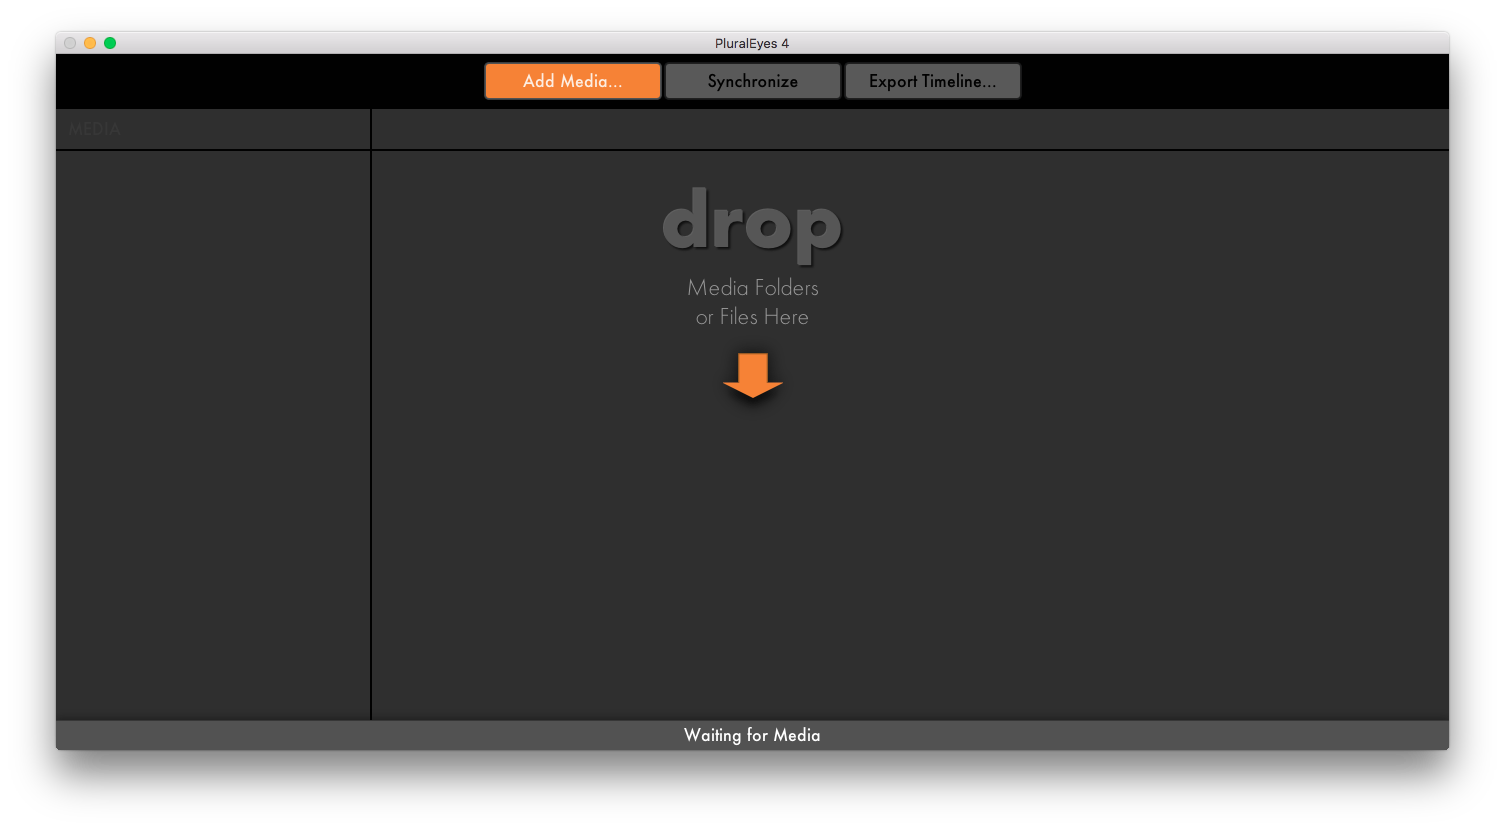 PluralEyes 4
Add Media...
Synchronize
Export Timeline...
MEDIA
drop
Media Folders
or Files Here
Waiting for Media